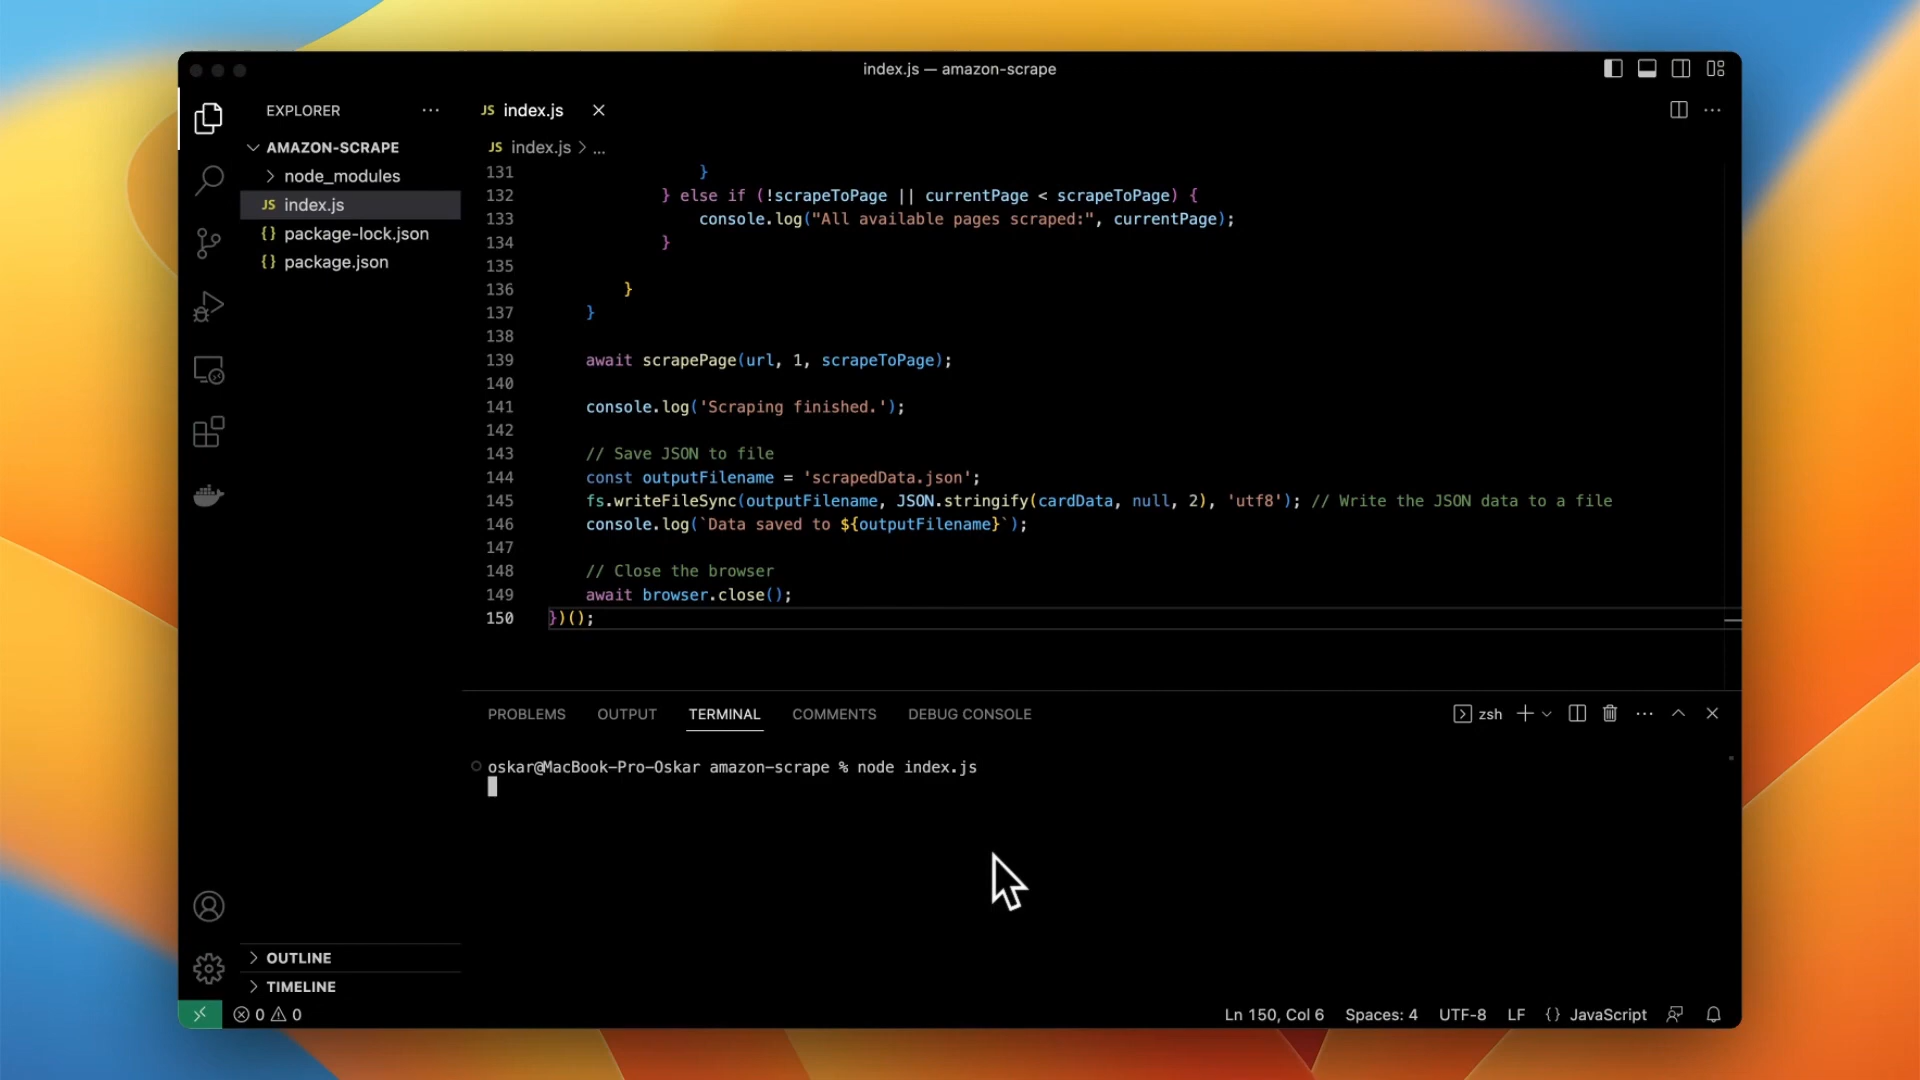 index.js — amazon-scrape
EXPLORER
JS index.js
AMAZON-SCRAPE
JS index.js > ...
node_modules
JS index.js
{} package-lock.json
{} package.json
131 }
132 } else if (!scrapeToPage || currentPage < scrapeToPage) {
133 console.log("All available pages scraped:", currentPage);
134 }
135
136 }
137 }
138
139 await scrapePage(url, 1, scrapeToPage);
140
141 console.log('Scraping finished.');
142
143 // Save JSON to file
144 const outputFilename = 'scrapedData.json';
145 fs.writeFileSync(outputFilename, JSON.stringify(cardData, null, 2), 'utf8'); // Write the JSON data to a file
146 console.log(`Data saved to ${outputFilename}`);
147
148 // Close the browser
149 await browser.close();
150 })();
PROBLEMS OUTPUT TERMINAL COMMENTS DEBUG CONSOLE
zsh
oskar@MacBook-Pro-Oskar amazon-scrape % node index.js
OUTLINE
TIMELINE
0 0
Ln 150, Col 6 Spaces: 4 UTF-8 LF {} JavaScript